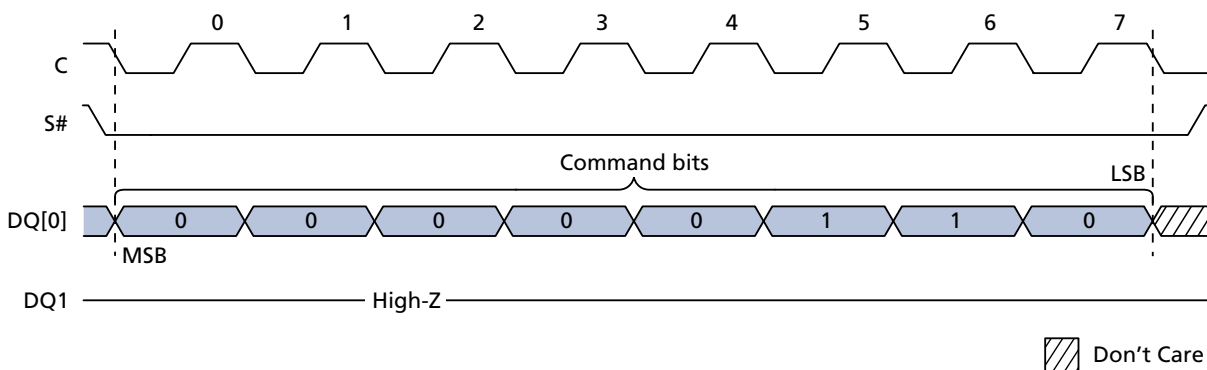 0 1 2 3 4 5 6 7
C
S#
Command bits
LSB
DQ[0] 0 0 0 0 0 1 1 0
MSB
DQ1 High-Z
Don't Care